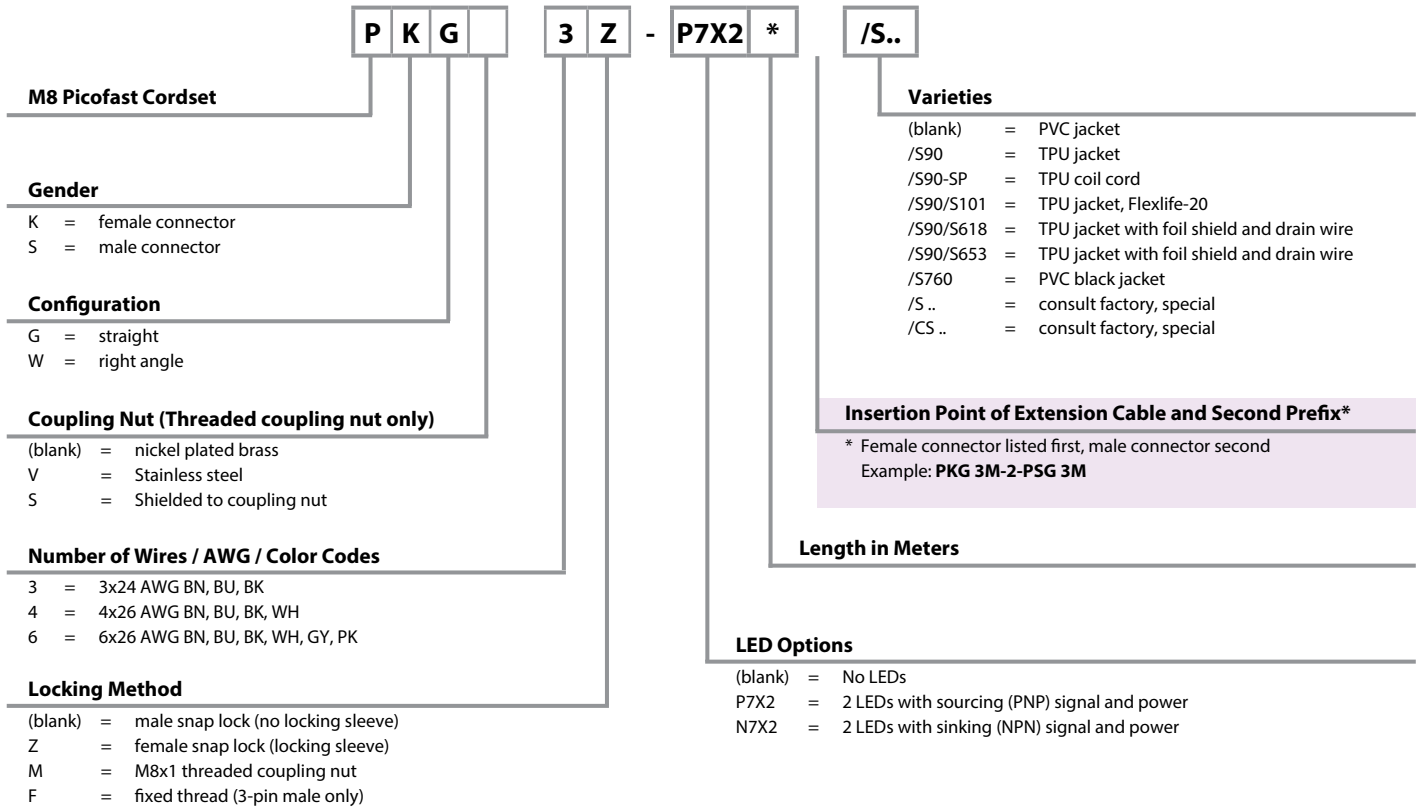 P K G 3 Z - P7X2 * /S..
M8 Picofast Cordset
Gender
K = female connector
S = male connector
Configuration
G = straight
W = right angle
Coupling Nut (Threaded coupling nut only)
(blank) = nickel plated brass
V = Stainless steel
S = Shielded to coupling nut
Number of Wires / AWG / Color Codes
3 = 3x24 AWG BN, BU, BK
4 = 4x26 AWG BN, BU, BK, WH
6 = 6x26 AWG BN, BU, BK, WH, GY, PK
Locking Method
(blank) = male snap lock (no locking sleeve)
Z = female snap lock (locking sleeve)
M = M8x1 threaded coupling nut
F = fixed thread (3-pin male only)
Varieties
(blank) = PVC jacket
/S90 = TPU jacket
/S90-SP = TPU coil cord
/S90/S101 = TPU jacket, Flexlife-20
/S90/S618 = TPU jacket with foil shield and drain wire
/S90/S653 = TPU jacket with foil shield and drain wire
/S760 = PVC black jacket
/S .. = consult factory, special
/CS .. = consult factory, special
Insertion Point of Extension Cable and Second Prefix*
* Female connector listed first, male connector second
Example: PKG 3M-2-PSG 3M
Length in Meters
LED Options
(blank) = No LEDs
P7X2 = 2 LEDs with sourcing (PNP) signal and power
N7X2 = 2 LEDs with sinking (NPN) signal and power